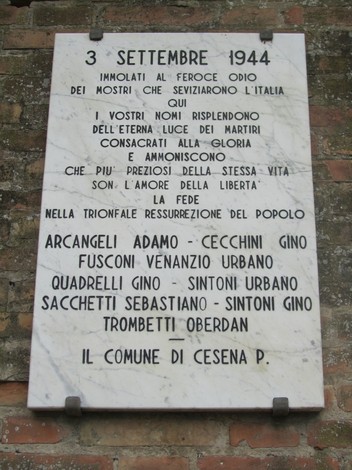 3 SETTEMBRE 1944
IMMOLATI AL FEROCE ODIO
DEI MOSTRI CHE SEVIZIARONO L'ITALIA
QUI
I VOSTRI NOMI RISPLENDONO
DELL'ETERNA LUCE DEI MARTIRI
CONSACRATI ALLA GLORIA
E AMMONISCONO
CHE PIU' PREZIOSI DELLA STESSA VITA
SON L'AMORE DELLA LIBERTA'
LA FEDE
NELLA TRIONFALE RESSURREZIONE DEL POPOLO
ARCANGELI ADAMO - CECCHINI GINO
FUSCONI VENANZIO URBANO
QUADRELLI GINO - SINTONI URBANO
SACCHETTI SEBASTIANO - SINTONI GINO
TROMBETTI OBERDAN
—
IL COMUNE DI CESENA P.